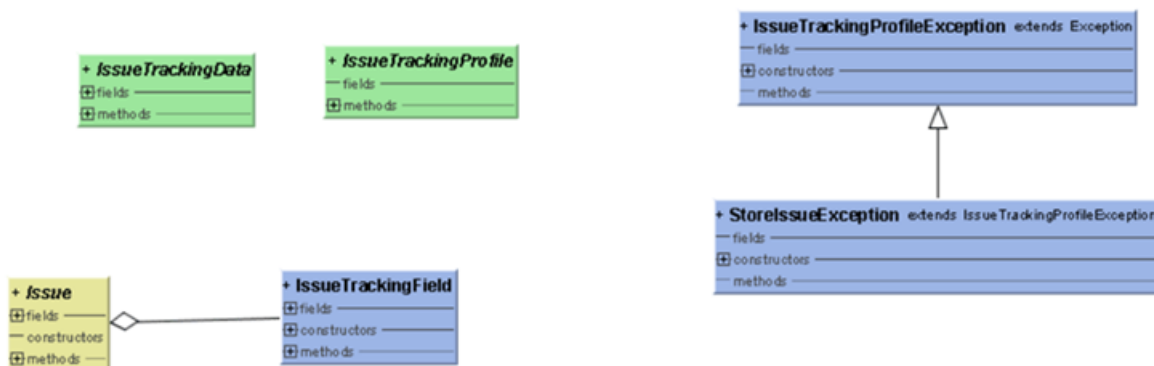 + IssueTrackingData
fields
methods
+ IssueTrackingProfile
fields
methods
+ IssueTrackingProfileException extends Exception
fields
constructors
methods
+ StoreIssueException extends IssueTrackingProfileException
fields
constructors
methods
+ Issue
fields
constructors
methods
+ IssueTrackingField
fields
constructors
methods